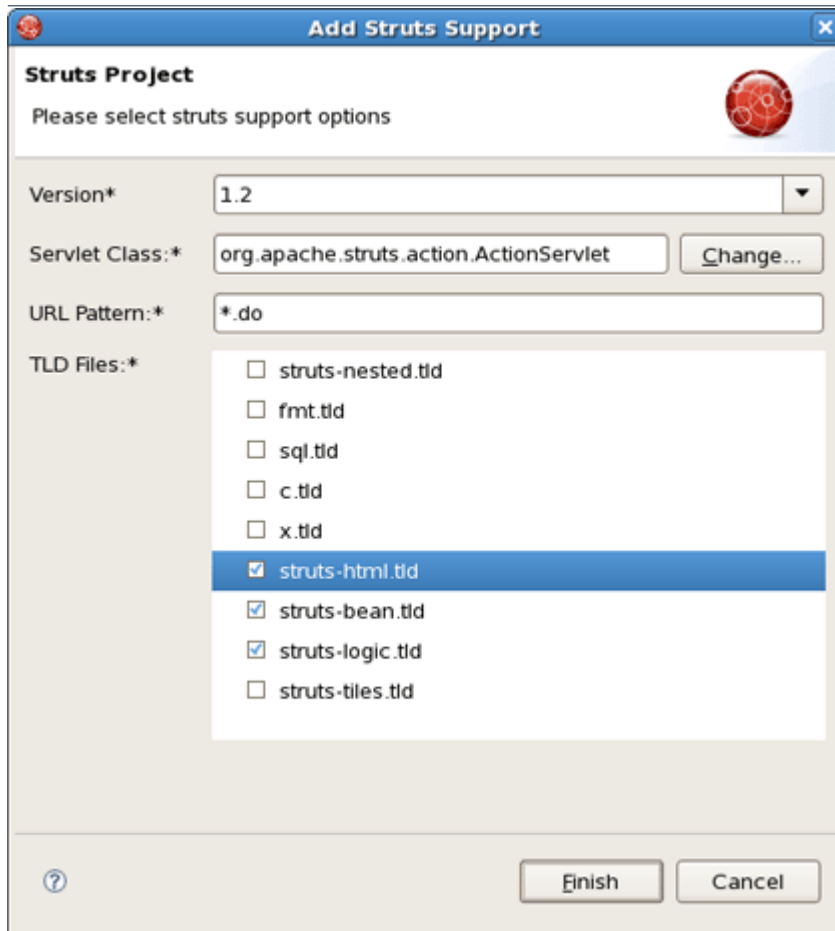 Add Struts Support
Struts Project
Please select struts support options
Version* 1.2
Servlet Class:* org.apache.struts.action.ActionServlet Change...
URL Pattern:* *.do
TLD Files:* struts-nested.tld
fmt.tld
sql.tld
c.tld
x.tld
struts-html.tld
struts-bean.tld
struts-logic.tld
struts-tiles.tld
? Finish Cancel